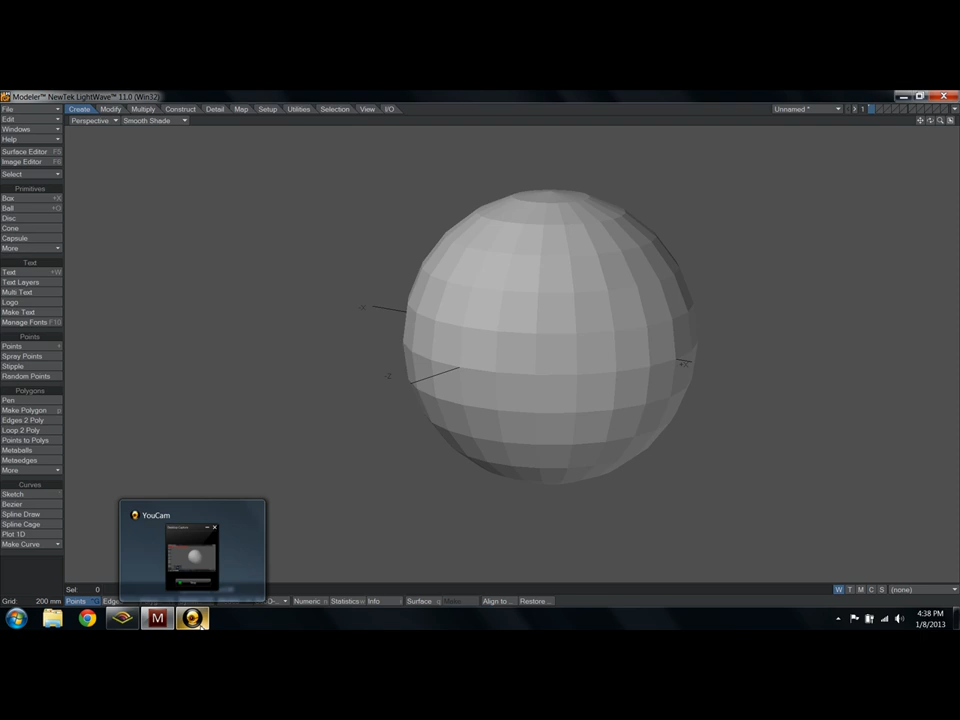 Modeler™ NewTek LightWave™ 11.0 (Win32)
File Create Modify Multiply Construct Detail Map Setup Utilities Selection View I/O Unnamed * 1
Edit Perspective Smooth Shade
Windows
Help
Surface Editor F5
Image Editor F6
Select
Primitives
Box +X
Ball +O
Disc
Cone
Capsule
More
Text
Text +W
Text Layers
Multi Text
Logo
Make Text
Manage Fonts F10
Points
Points +
Spray Points
Stipple
Random Points
Polygons
Pen
Make Polygon p
Edges 2 Poly
Loop 2 Poly
Points to Polys
Metaballs
Metaedges
More
Curves
Sketch
Bezier
Spline Draw
Spline Cage
Plot 1D
Make Curve
-X
-Z
+X
YouCam
Sel: 0 W T M C S (none)
Grid: 200 mm Points Numeric n Statistics w Info i Surface q Make Align to ... Restore...
M
4:38 PM
1/8/2013